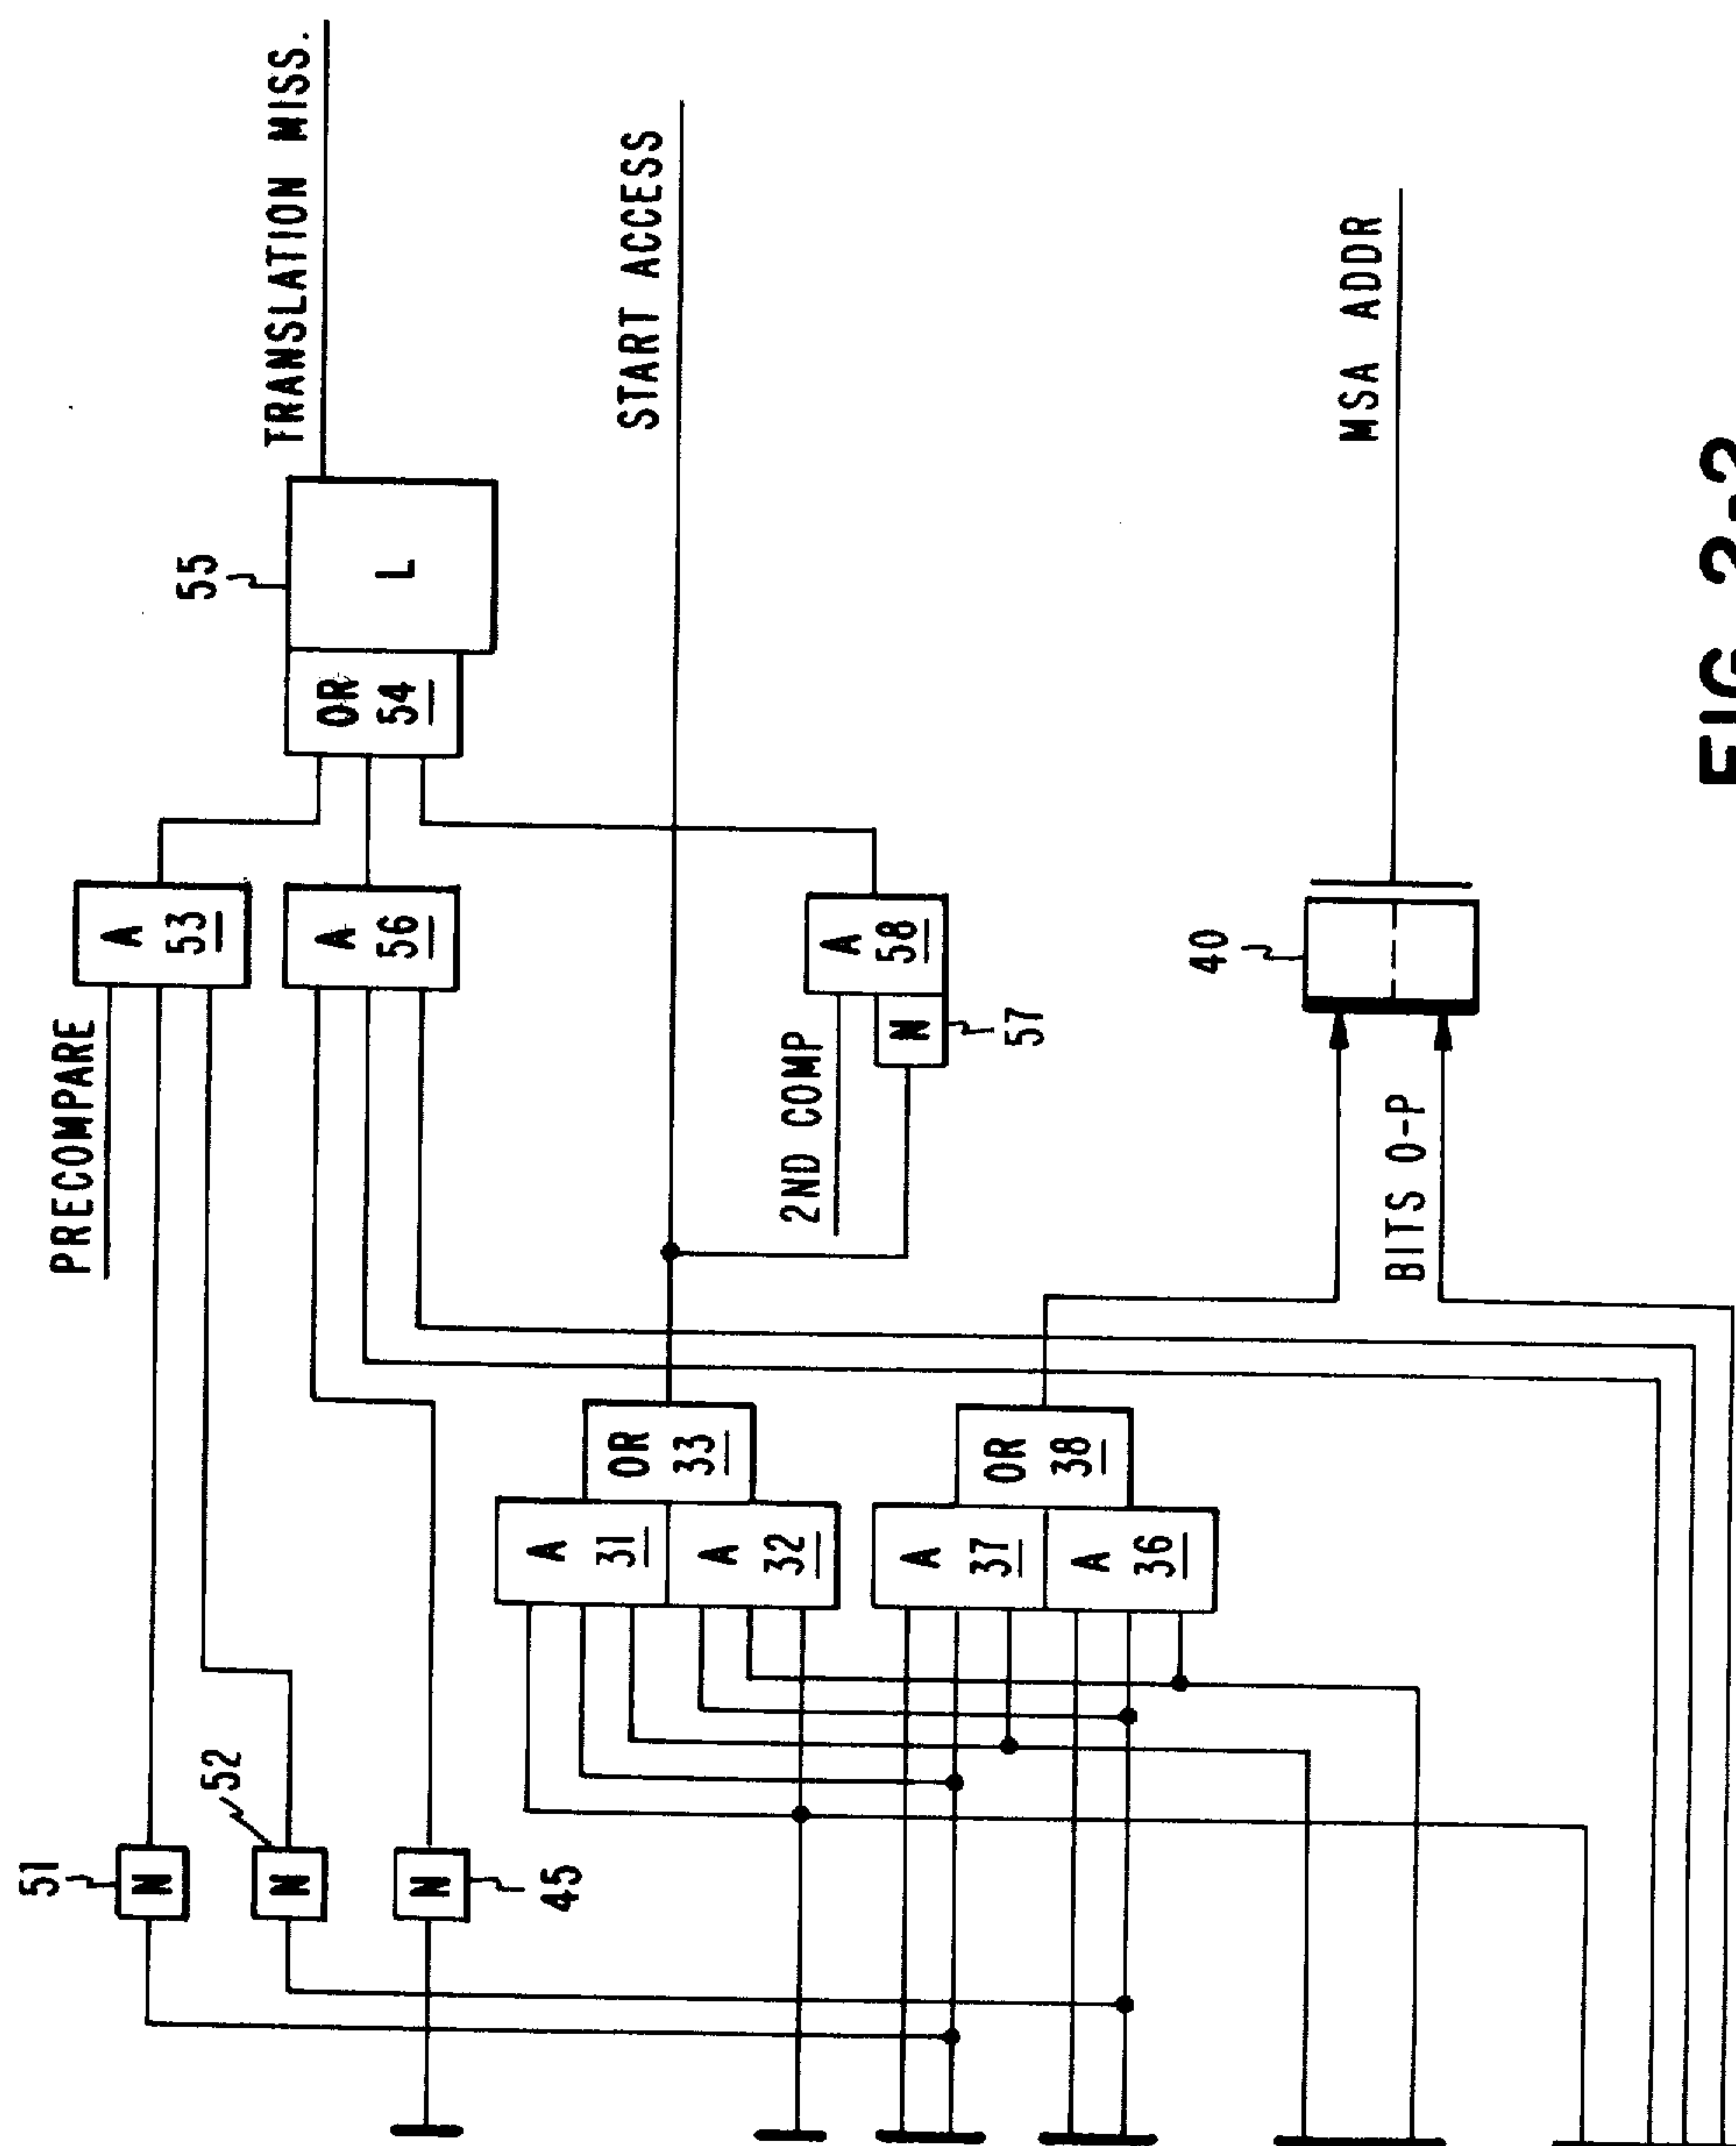 TRANSLATION MISS.
START ACCESS
MSA ADDR
55
L
OR
54
PRECOMPARE
A
53
A
56
A
58
N
57
2ND COMP
40
BITS O-P
OR
33
OR
38
A
31
A
32
A
37
A
36
51
N
52
N
N
45